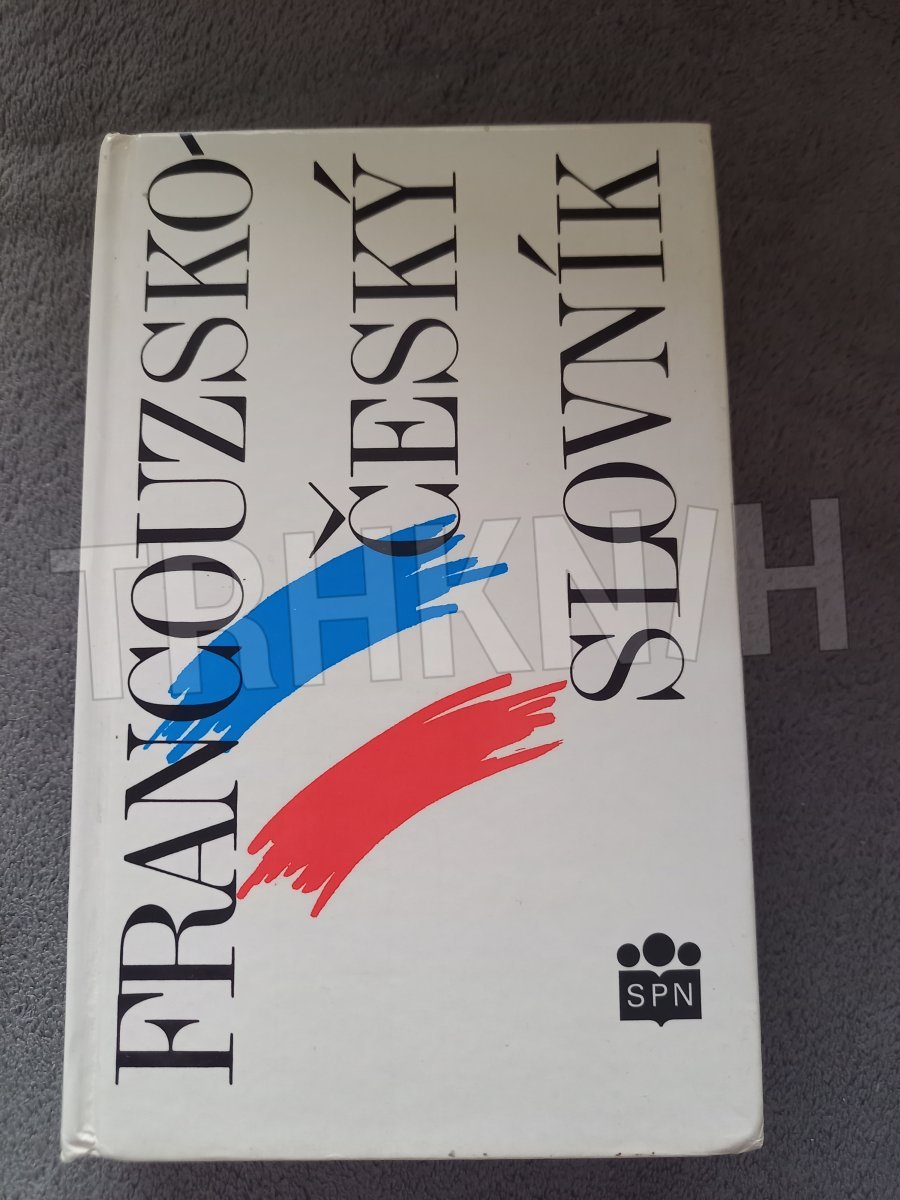 FRANCOUZSKO-
ČESKÝ
SLOVNÍK
SPN
TRHKNIH